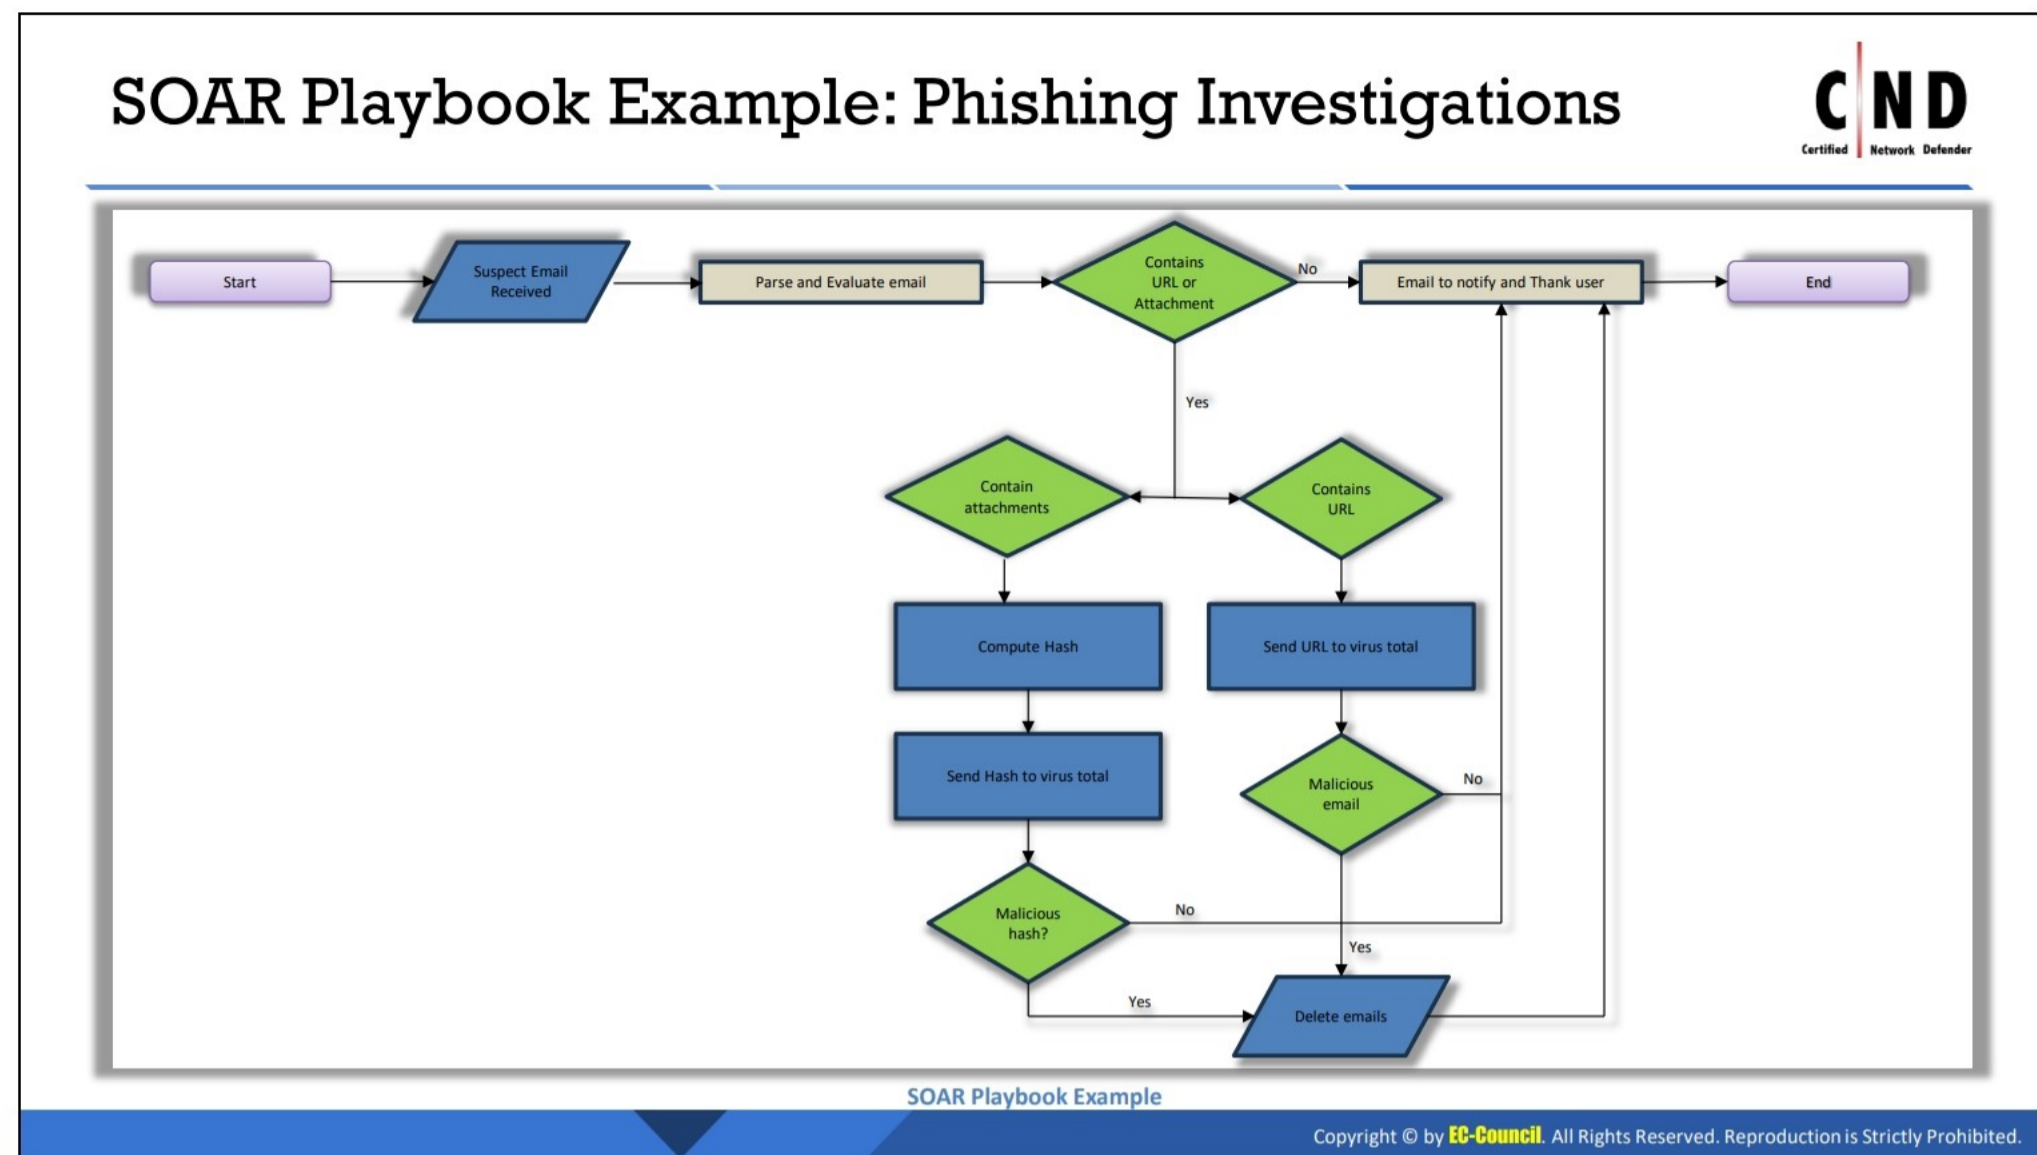 SOAR Playbook Example: Phishing Investigations
CND
Certified Network Defender
Start
Suspect Email
Received
Parse and Evaluate email
Contains
URL or
Attachment
No
Email to notify and Thank user
End
Yes
Contain
attachments
Contains
URL
Compute Hash
Send URL to virus total
Send Hash to virus total
Malicious
email
No
Malicious
hash?
No
Yes
Yes
Delete emails
SOAR Playbook Example
Copyright © by EC-Council. All Rights Reserved. Reproduction is Strictly Prohibited.